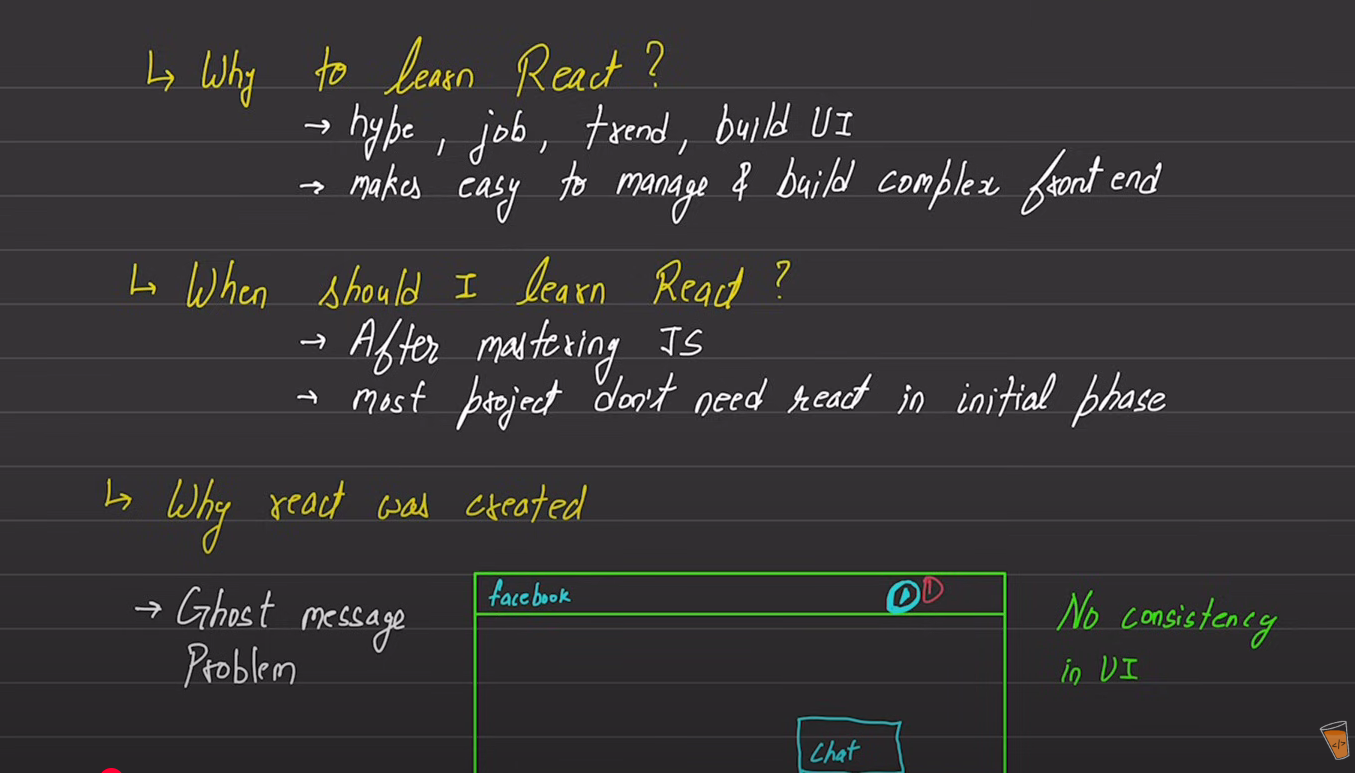 ↳ Why to learn React?
→ hype, job, trend, build UI
→ makes easy to manage & build complex front end
↳ When should I learn React?
→ After mastering JS
→ most project don't need react in initial phase
↳ Why react was created
→ Ghost message
Problem
facebook
1
No consistency
in UI
Chat
</>